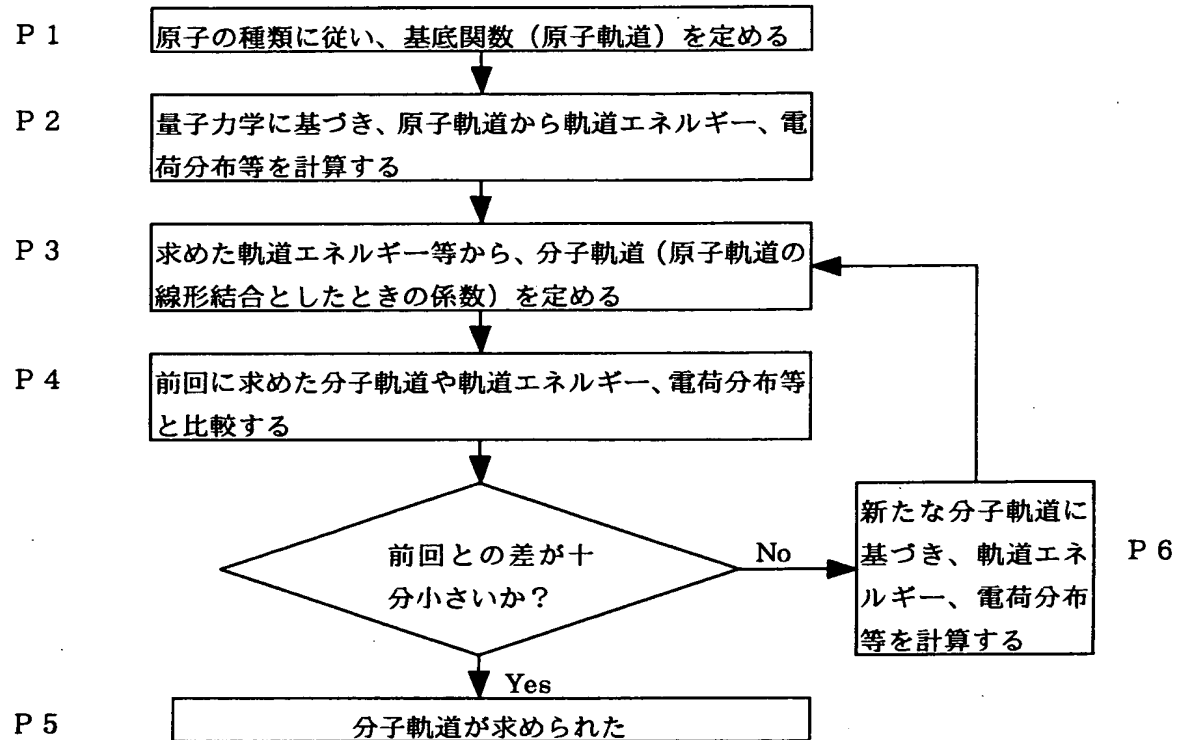 P 1
原子の種類に従い、基底関数（原子軌道）を定める
P 2
量子力学に基づき、原子軌道から軌道エネルギー、電
荷分布等を計算する
P 3
求めた軌道エネルギー等から、分子軌道（原子軌道の
線形結合としたときの係数）を定める
P 4
前回に求めた分子軌道や軌道エネルギー、電荷分布等
と比較する
前回との差が十
分小さいか？
No
新たな分子軌道に
基づき、軌道エネ
ルギー、電荷分布
等を計算する
P 6
Yes
P 5
分子軌道が求められた